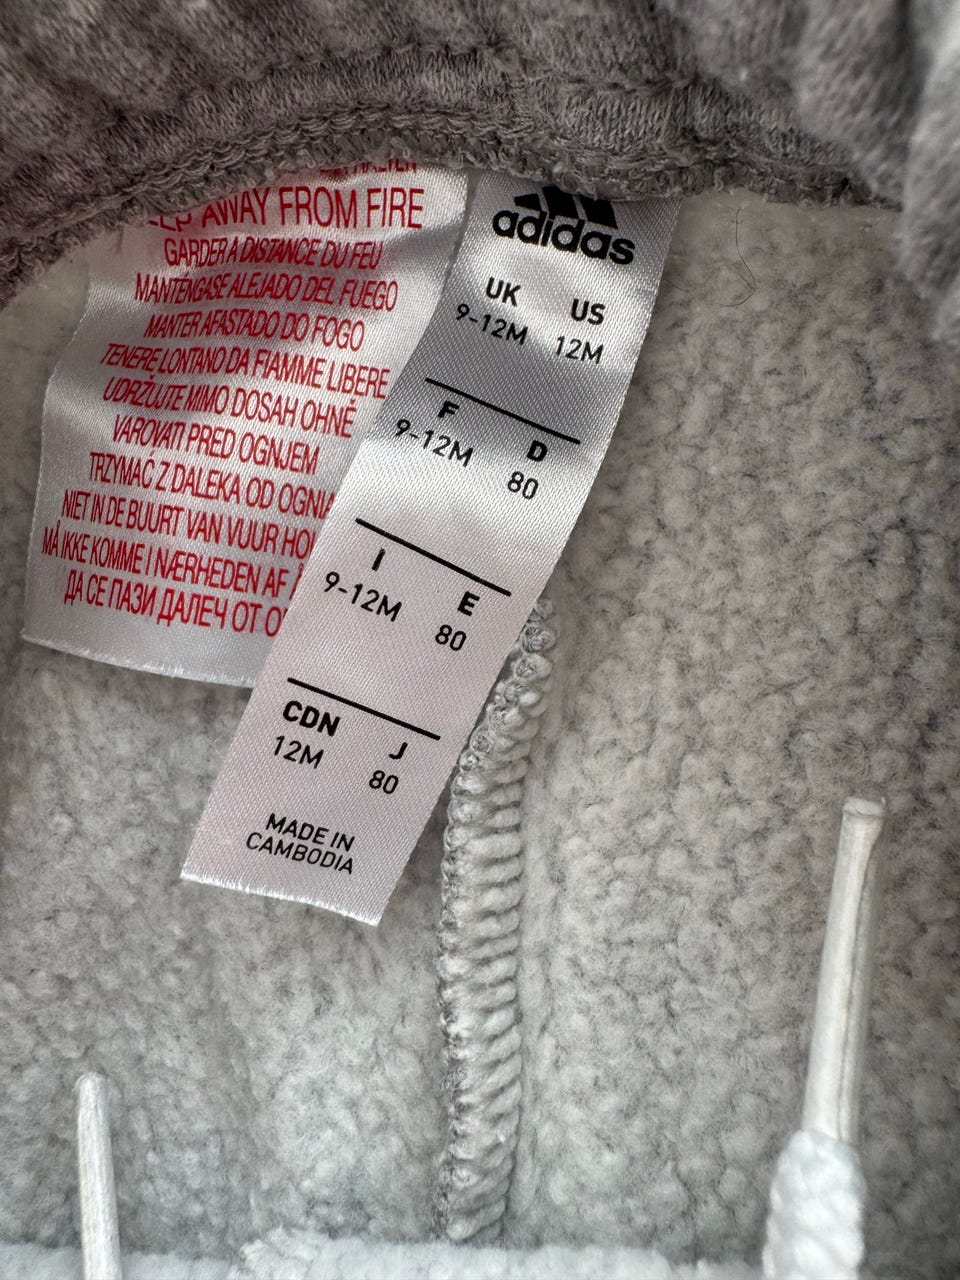 AWAY FROM FIRE
GARDER A DISTANCE DU FEU
MANTENGASE ALEJADO DEL FUEGO
MANTER AFASTADO DO FOGO
TENERE LONTANO DA FIAMME LIBERE
UDRŽUJTE MIMO DOSAH OHNĚ
VAROVATI PRED OGNJEM
TRZYMAĆ Z DALEKA OD OGNIA
NIET IN DE BUURT VAN VUUR
MÅ IKKE KOMME I NÆRHEDEN AF
ДА СЕ ПАЗИ ДАЛЕЧ ОТ
adidas
UK US
9-12M 12M
F D
9-12M 80
I E
9-12M 80
CDN J
12M 80
MADE IN
CAMBODIA